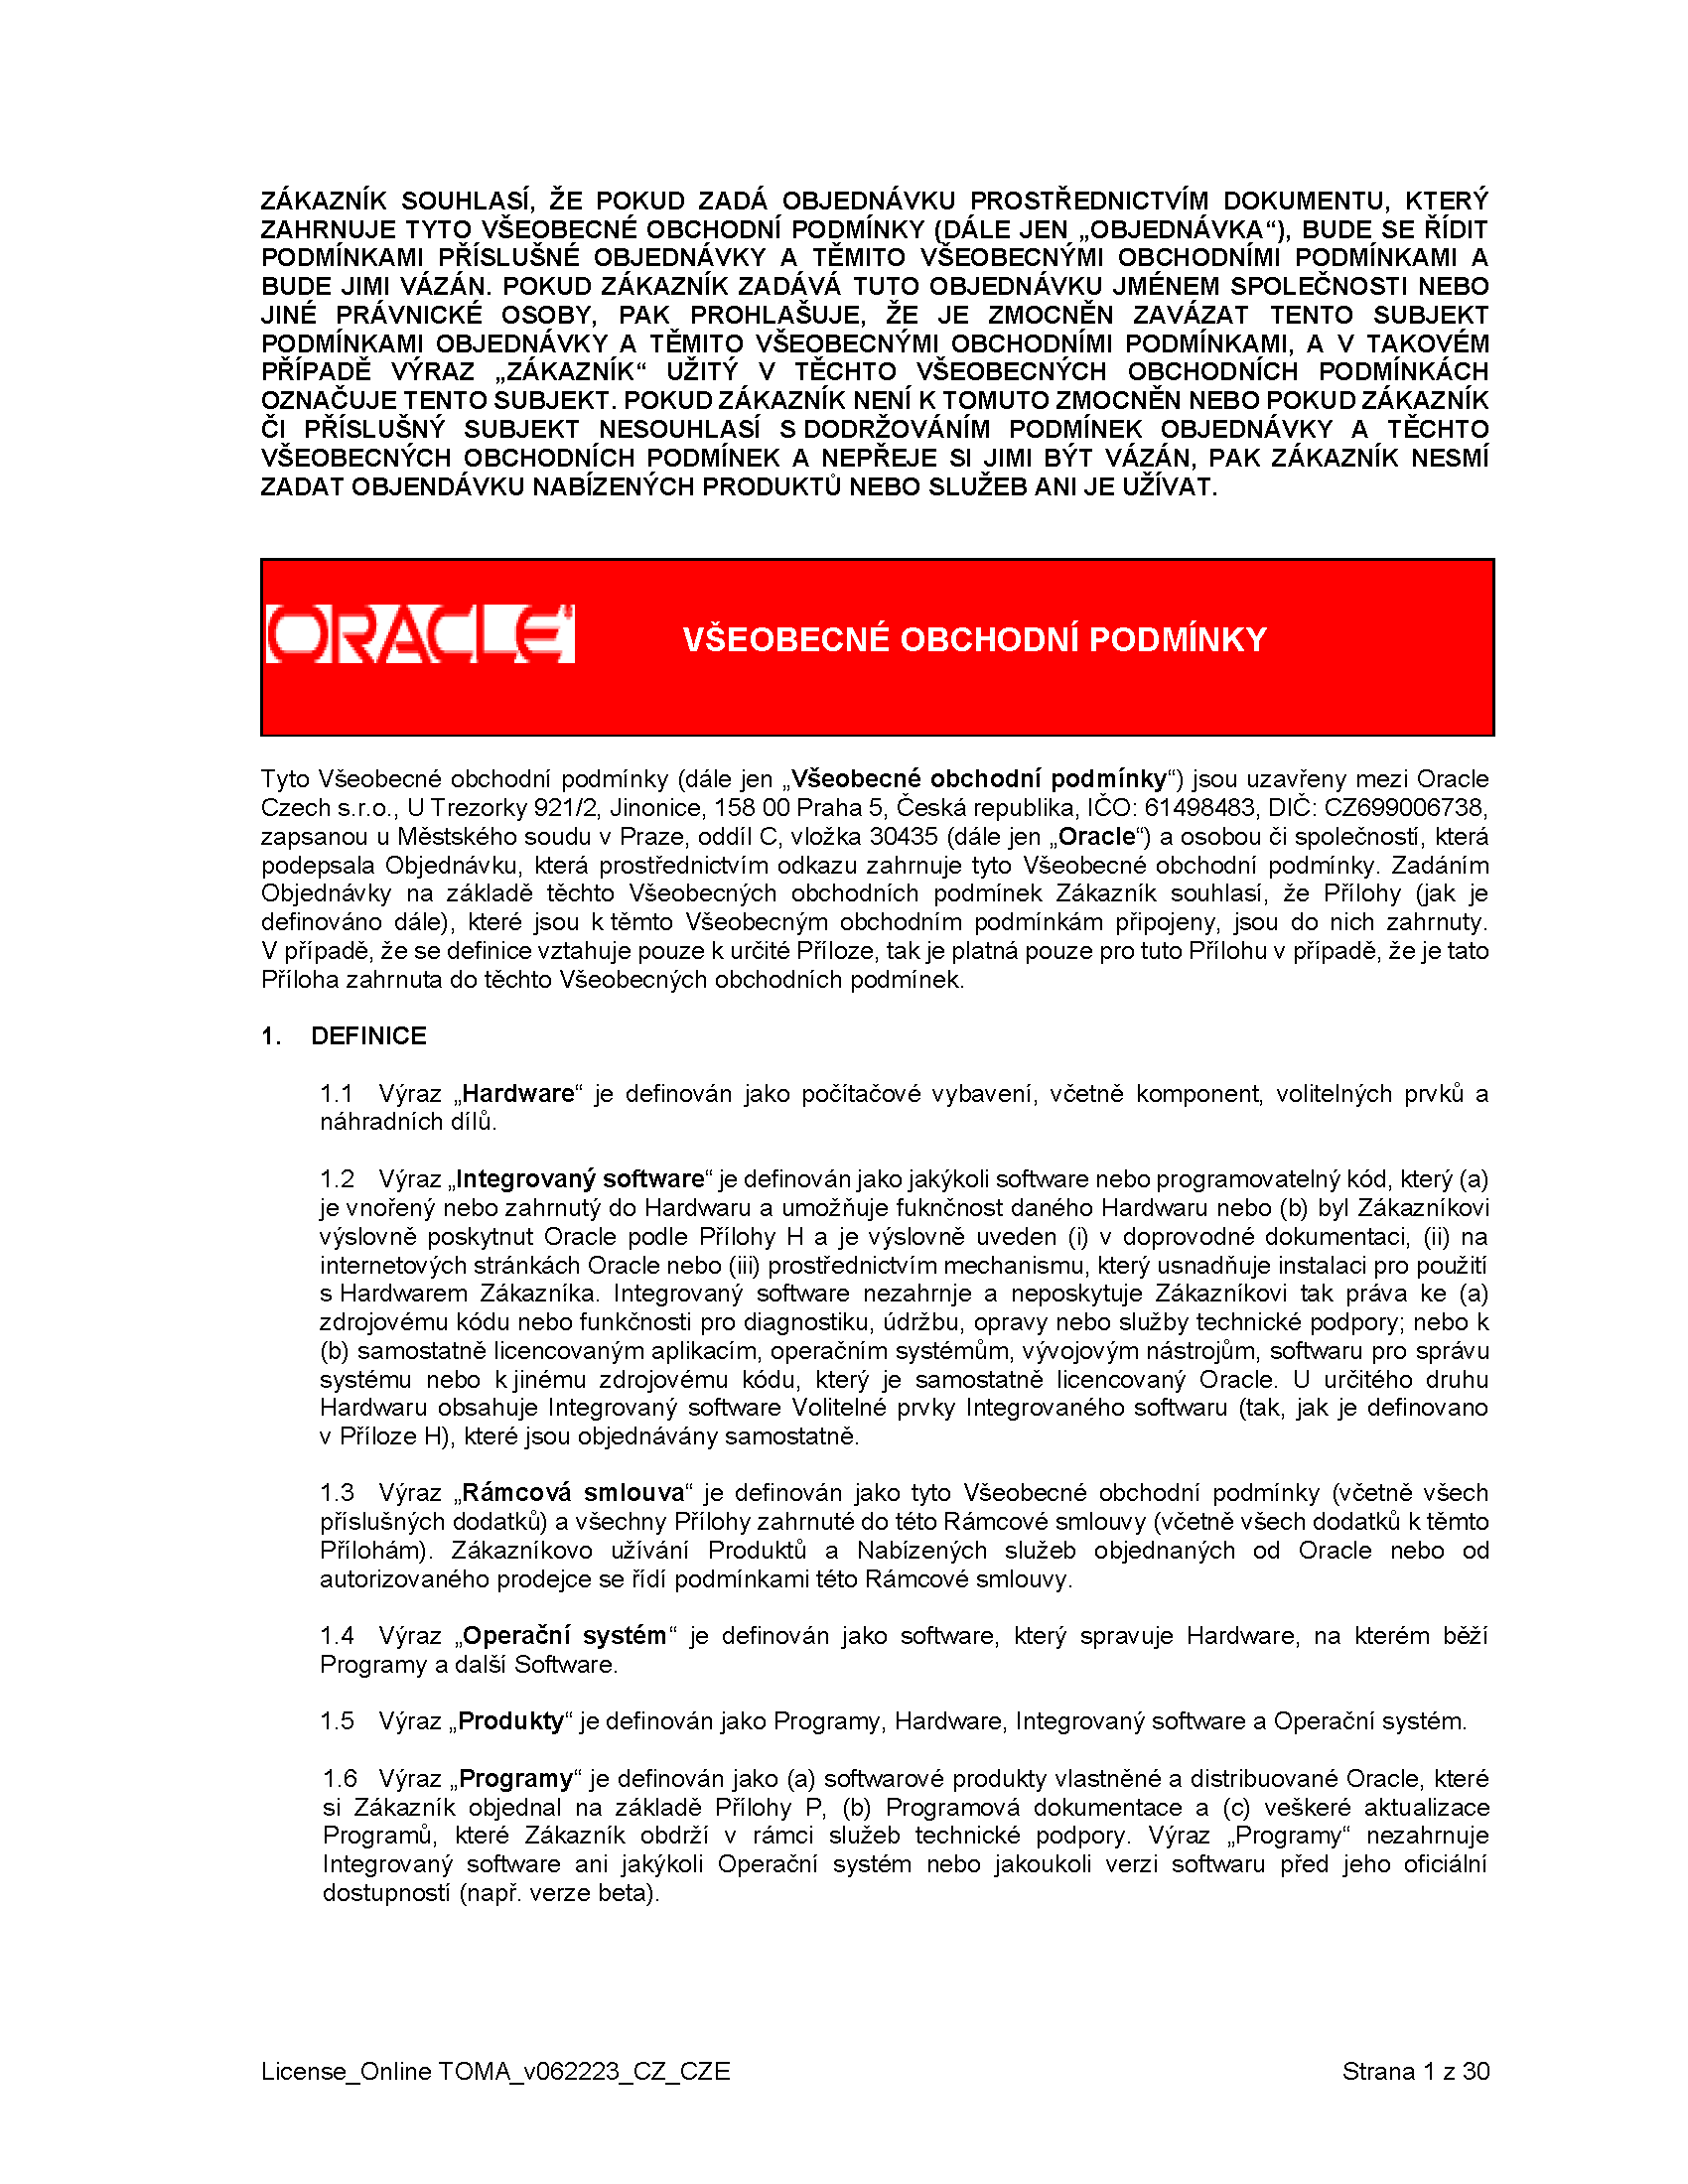 ZÁKAZNÍK SOUHLASÍ, ŽE POKUD ZADÁ OBJEDNÁVKU PROSTŘEDNICTVÍM DOKUMENTU, KTERÝ
ZAHRNUJE TYTO VŠEOBECNÉ OBCHODNÍ PODMÍNKY (DÁLE JEN „OBJEDNÁVKA“), BUDE SE ŘÍDIT
PODMÍNKAMI PŘÍSLUŠNÉ OBJEDNÁVKY A TĚMITO VŠEOBECNÝMI OBCHODNÍMI PODMÍNKAMI A
BUDE JIMI VÁZÁN. POKUD ZÁKAZNÍK ZADÁVÁ TUTO OBJEDNÁVKU JMÉNEM SPOLEČNOSTI NEBO
JINÉ PRÁVNICKÉ OSOBY, PAK PROHLAŠUJE, ŽE JE ZMOCNĚN ZAVÁZAT TENTO SUBJEKT
PODMÍNKAMI OBJEDNÁVKY A TĚMITO VŠEOBECNÝMI OBCHODNÍMI PODMÍNKAMI, A V TAKOVÉM
PŘÍPADĚ VÝRAZ „ZÁKAZNÍK“ UŽITÝ V TĚCHTO VŠEOBECNÝCH OBCHODNÍCH PODMÍNKÁCH
OZNAČUJE TENTO SUBJEKT. POKUD ZÁKAZNÍK NENÍ K TOMUTO ZMOCNĚN NEBO POKUD ZÁKAZNÍK
ČI PŘÍSLUŠNÝ SUBJEKT NESOUHLASÍ S DODRŽOVÁNÍM PODMÍNEK OBJEDNÁVKY A TĚCHTO
VŠEOBECNÝCH OBCHODNÍCH PODMÍNEK A NEPŘEJE SI JIMI BÝT VÁZÁN, PAK ZÁKAZNÍK NESMÍ
ZADAT OBJENDÁVKU NABÍZENÝCH PRODUKTŮ NEBO SLUŽEB ANI JE UŽÍVAT.
ORACLE® VŠEOBECNÉ OBCHODNÍ PODMÍNKY
Tyto Všeobecné obchodní podmínky (dále jen „Všeobecné obchodní podmínky“) jsou uzavřeny mezi Oracle
Czech s.r.o., U Trezorky 921/2, Jinonice, 158 00 Praha 5, Česká republika, IČO: 61498483, DIČ: CZ699006738,
zapsanou u Městského soudu v Praze, oddíl C, vložka 30435 (dále jen „Oracle“) a osobou či společností, která
podepsala Objednávku, která prostřednictvím odkazu zahrnuje tyto Všeobecné obchodní podmínky. Zadáním
Objednávky na základě těchto Všeobecných obchodních podmínek Zákazník souhlasí, že Přílohy (jak je
definováno dále), které jsou k těmto Všeobecným obchodním podmínkám připojeny, jsou do nich zahrnuty.
V případě, že se definice vztahuje pouze k určité Příloze, tak je platná pouze pro tuto Přílohu v případě, že je tato
Příloha zahrnuta do těchto Všeobecných obchodních podmínek.
1. DEFINICE
1.1 Výraz „Hardware“ je definován jako počítačové vybavení, včetně komponent, volitelných prvků a
náhradních dílů.
1.2 Výraz „Integrovaný software“ je definován jako jakýkoli software nebo programovatelný kód, který (a)
je vnořený nebo zahrnutý do Hardwaru a umožňuje fuknčnost daného Hardwaru nebo (b) byl Zákazníkovi
výslovně poskytnut Oracle podle Přílohy H a je výslovně uveden (i) v doprovodné dokumentaci, (ii) na
internetových stránkách Oracle nebo (iii) prostřednictvím mechanismu, který usnadňuje instalaci pro použití
s Hardwarem Zákazníka. Integrovaný software nezahrnje a neposkytuje Zákazníkovi tak práva ke (a)
zdrojovému kódu nebo funkčnosti pro diagnostiku, údržbu, opravy nebo služby technické podpory; nebo k
(b) samostatně licencovaným aplikacím, operačním systémům, vývojovým nástrojům, softwaru pro správu
systému nebo k jinému zdrojovému kódu, který je samostatně licencovaný Oracle. U určitého druhu
Hardwaru obsahuje Integrovaný software Volitelné prvky Integrovaného softwaru (tak, jak je definovano
v Příloze H), které jsou objednávány samostatně.
1.3 Výraz „Rámcová smlouva“ je definován jako tyto Všeobecné obchodní podmínky (včetně všech
příslušných dodatků) a všechny Přílohy zahrnuté do této Rámcové smlouvy (včetně všech dodatků k těmto
Přílohám). Zákazníkovo užívání Produktů a Nabízených služeb objednaných od Oracle nebo od
autorizovaného prodejce se řídí podmínkami této Rámcové smlouvy.
1.4 Výraz „Operační systém“ je definován jako software, který spravuje Hardware, na kterém běží
Programy a další Software.
1.5 Výraz „Produkty“ je definován jako Programy, Hardware, Integrovaný software a Operační systém.
1.6 Výraz „Programy“ je definován jako (a) softwarové produkty vlastněné a distribuované Oracle, které
si Zákazník objednal na základě Přílohy P, (b) Programová dokumentace a (c) veškeré aktualizace
Programů, které Zákazník obdrží v rámci služeb technické podpory. Výraz „Programy“ nezahrnuje
Integrovaný software ani jakýkoli Operační systém nebo jakoukoli verzi softwaru před jeho oficiální
dostupností (např. verze beta).
License_Online TOMA_v062223_CZ_CZE Strana 1 z 30